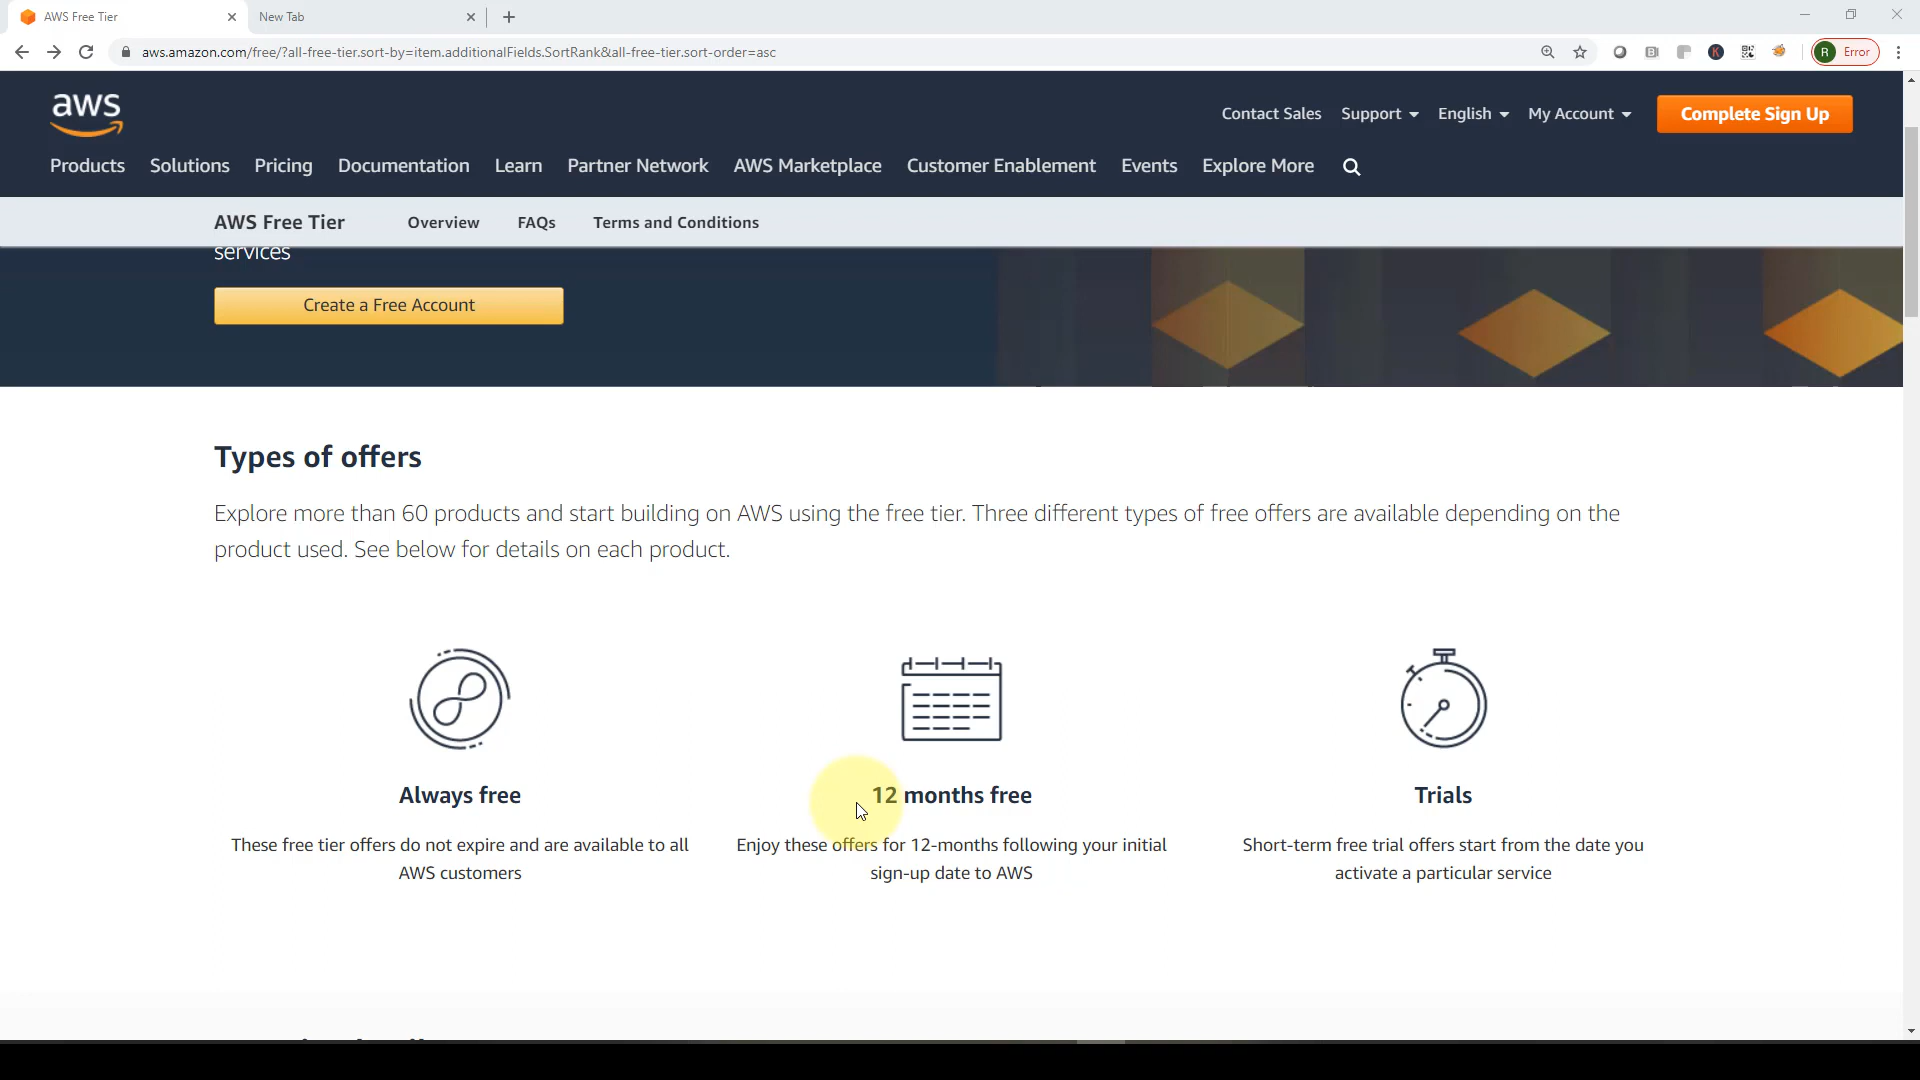 AWS Free Tier
New Tab
aws.amazon.com/free/?all-free-tier.sort-by=item.additionalFields.SortRank&all-free-tier.sort-order=asc
R Error
aws
Contact Sales Support English My Account Complete Sign Up
Products Solutions Pricing Documentation Learn Partner Network AWS Marketplace Customer Enablement Events Explore More
AWS Free Tier Overview FAQs Terms and Conditions
services
Create a Free Account
Types of offers
Explore more than 60 products and start building on AWS using the free tier. Three different types of free offers are available depending on the
product used. See below for details on each product.
Always free
These free tier offers do not expire and are available to all
AWS customers
12 months free
Enjoy these offers for 12-months following your initial
sign-up date to AWS
Trials
Short-term free trial offers start from the date you
activate a particular service